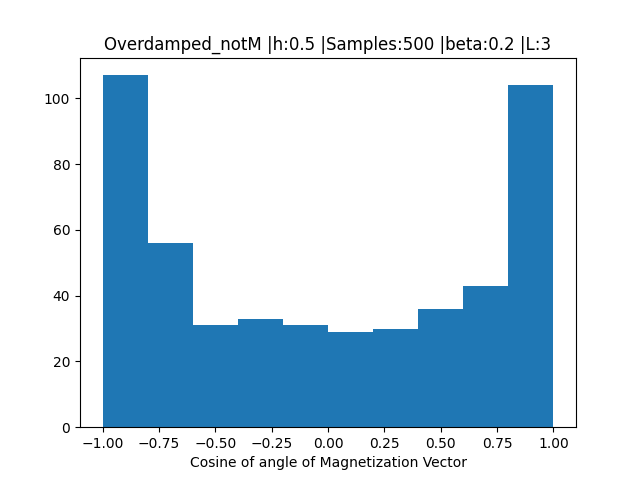 Overdamped_notM |h:0.5 |Samples:500 |beta:0.2 |L:3
100
80
60
40
20
0
−1.00 −0.75 −0.50 −0.25 0.00 0.25 0.50 0.75 1.00
Cosine of angle of Magnetization Vector